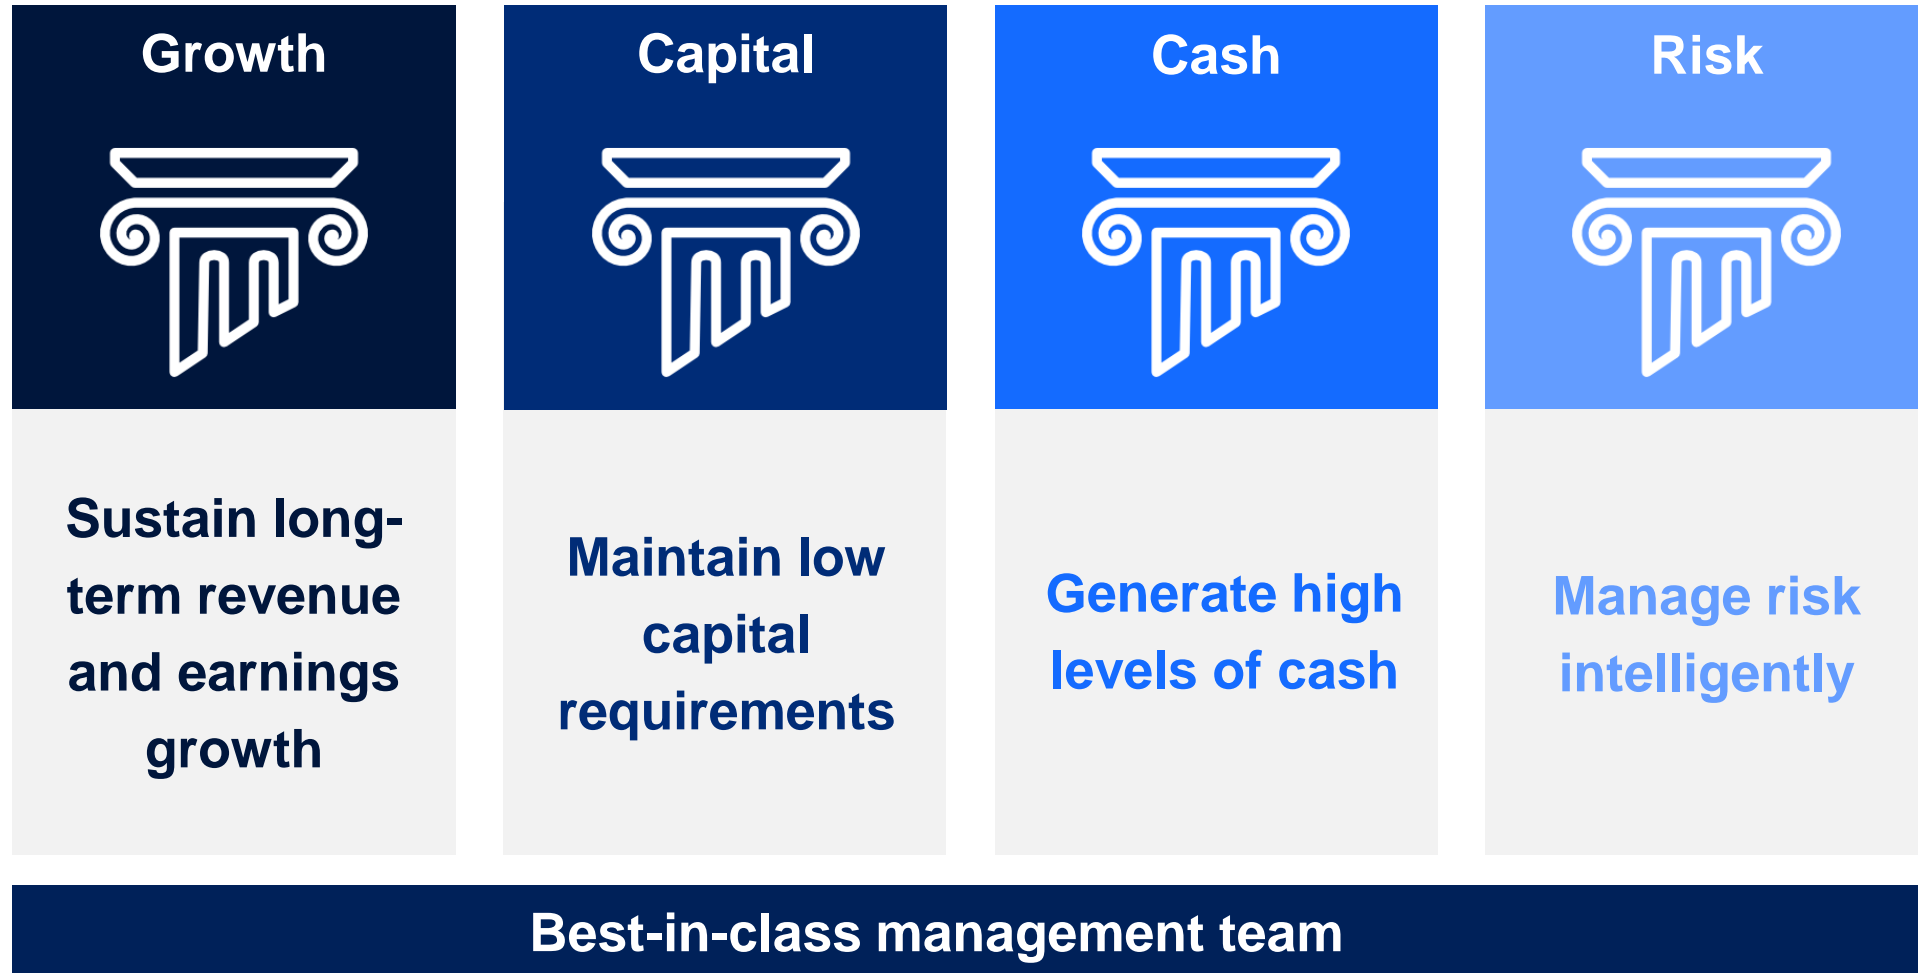 Growth
Sustain long-
term revenue
and earnings
growth
Capital
Maintain low
capital
requirements
Cash
Generate high
levels of cash
Risk
Manage risk
intelligently
Best-in-class management team